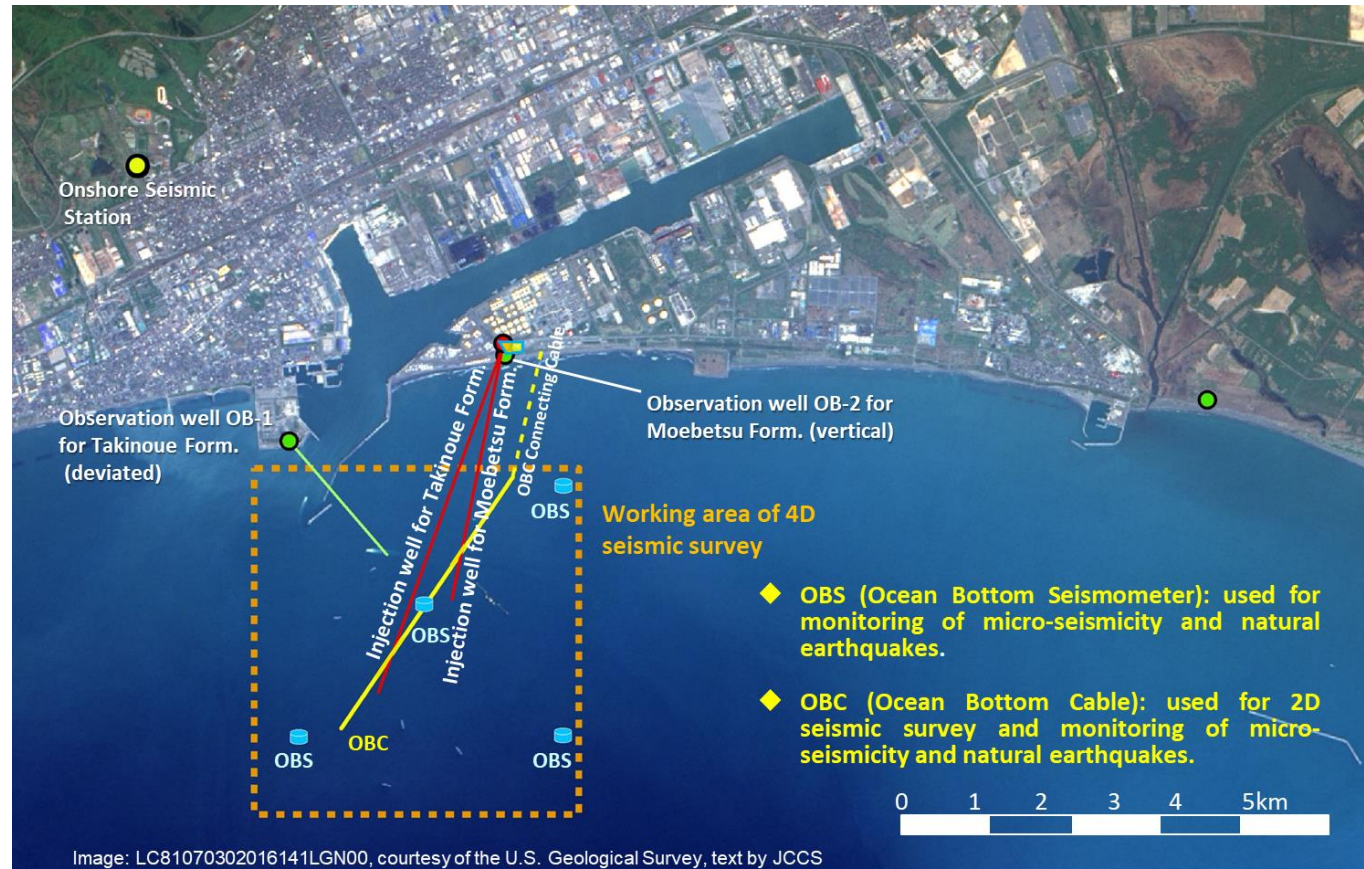 Onshore Seismic
Station
Observation well OB-1
for Takinoue Form.
(deviated)
Injection well for Takinoue Form.
Injection well for Moebetsu Form.
OBC Connecting Cable
Observation well OB-2 for
Moebetsu Form. (vertical)
OBS
Working area of 4D
seismic survey
OBS
OBS
OBC
OBS
◆ OBS (Ocean Bottom Seismometer): used for
monitoring of micro-seismicity and natural
earthquakes.
◆ OBC (Ocean Bottom Cable): used for 2D
seismic survey and monitoring of micro-
seismicity and natural earthquakes.
0 1 2 3 4 5km
Image: LC81070302016141LGN00, courtesy of the U.S. Geological Survey, text by JCCS